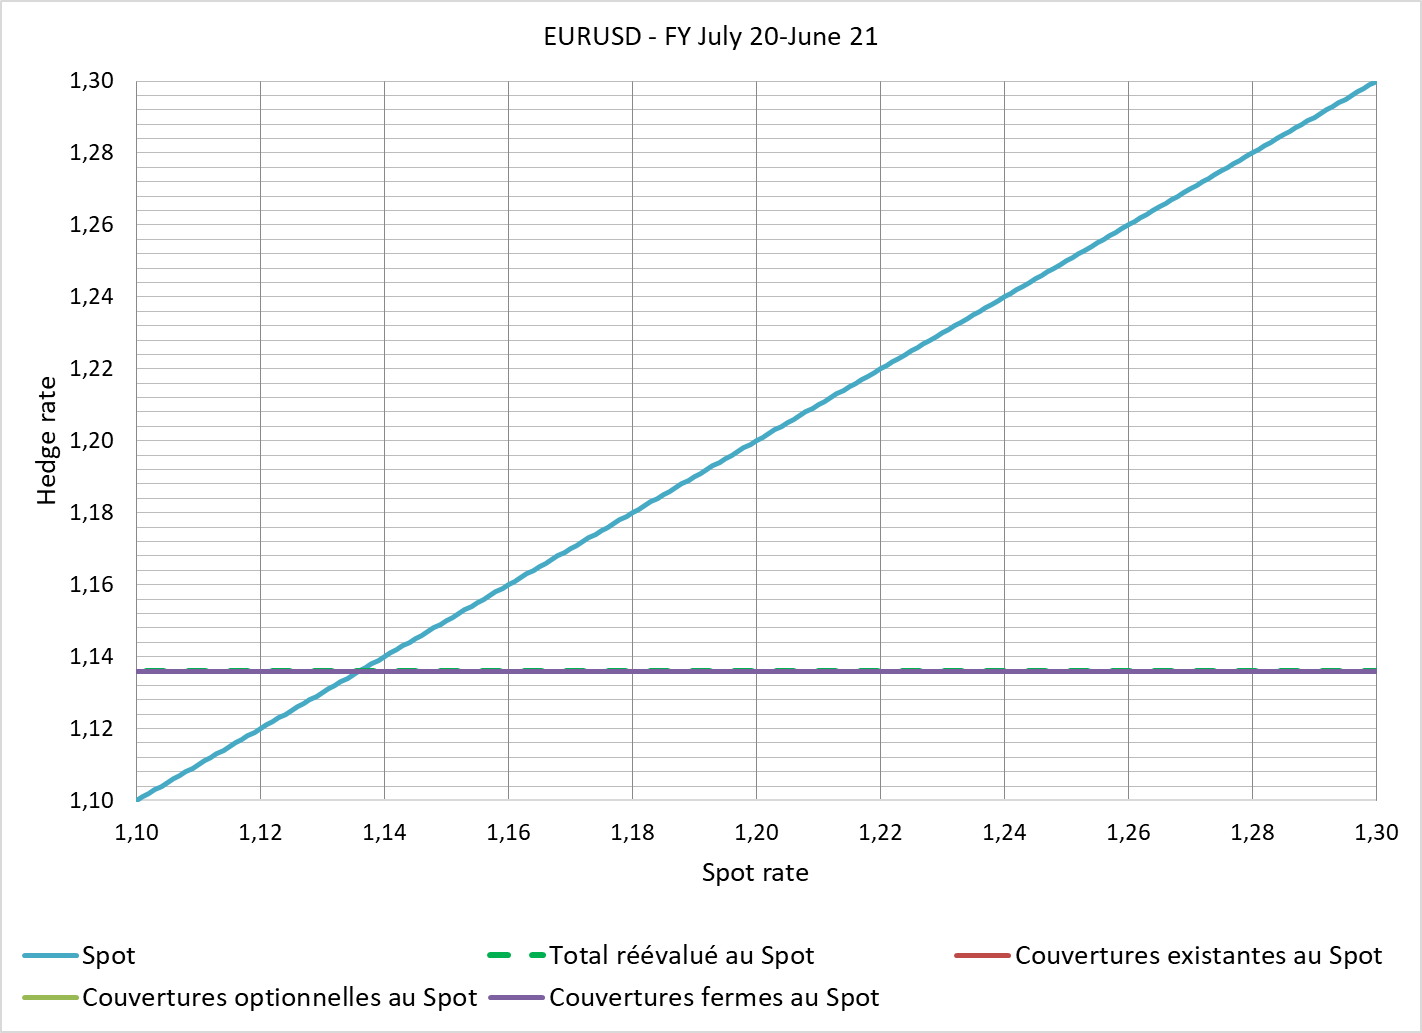 EURUSD - FY July 20-June 21
1,30
1,28
1,26
1,24
1,22
1,20
1,18
1,16
1,14
1,12
1,10
Hedge rate
1,10 1,12 1,14 1,16 1,18 1,20 1,22 1,24 1,26 1,28 1,30
Spot rate
Spot Total réévalué au Spot Couvertures existantes au Spot
Couvertures optionnelles au Spot Couvertures fermes au Spot